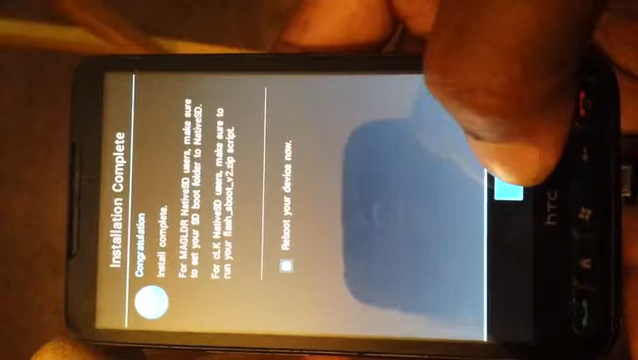 Installation Complete
Congratulation
Install complete.
For MAGLDR NativeSD users, make sure
to set your SD boot folder to NativeSD.
For cLK NativeSD users, make sure to
run your flash_aboot_v2.zip script.
Reboot your device now.
hTC